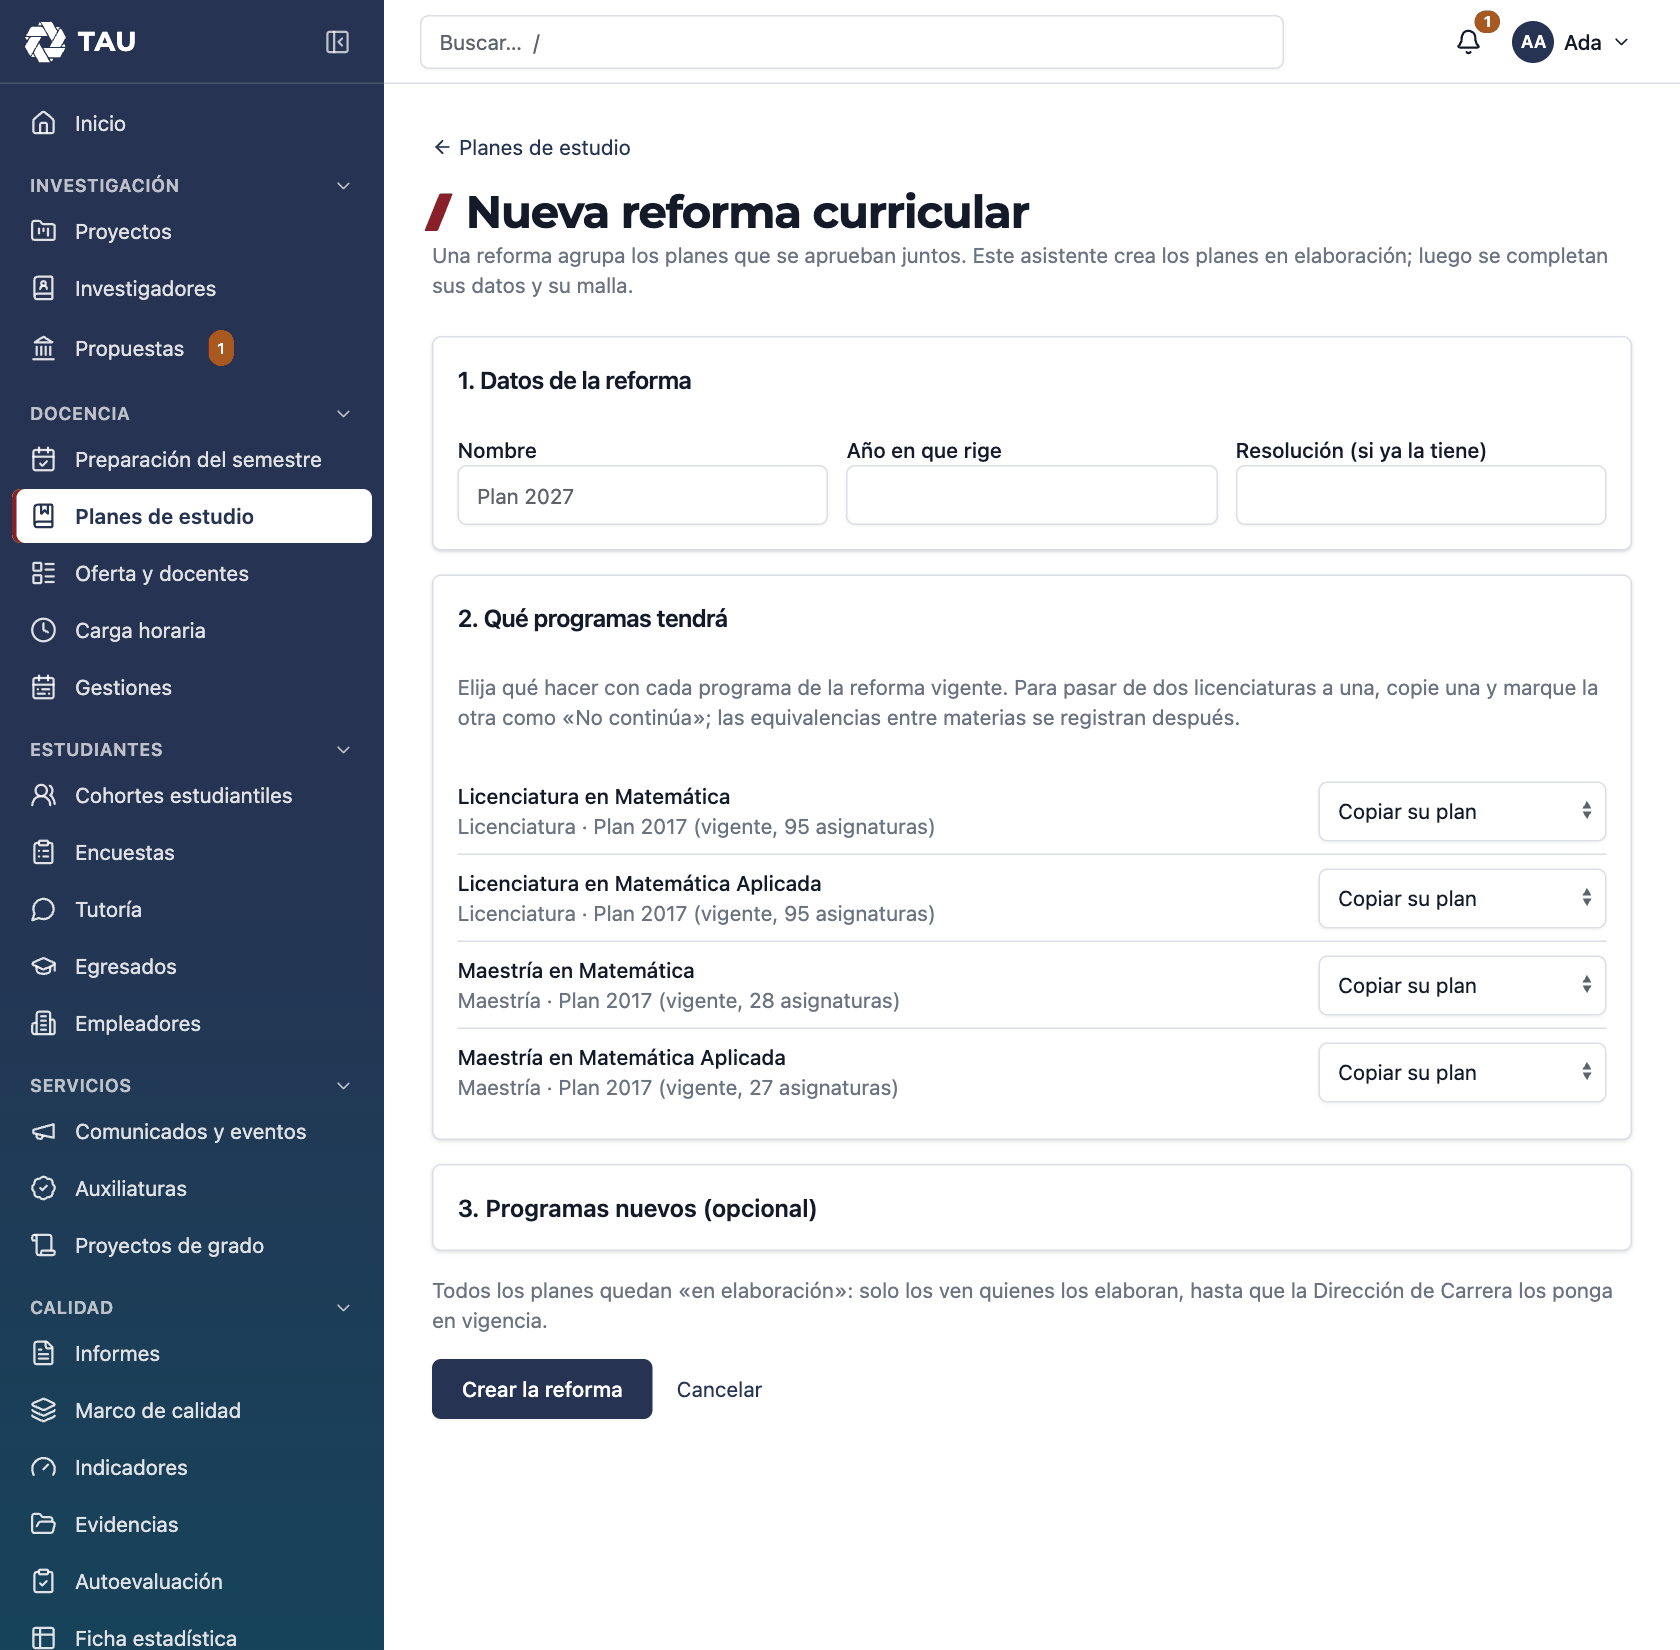 TAU
Buscar... /
1
AA
Ada
Inicio
INVESTIGACIÓN
Proyectos
Investigadores
Propuestas
1
DOCENCIA
Preparación del semestre
Planes de estudio
Oferta y docentes
Carga horaria
Gestiones
ESTUDIANTES
Cohortes estudiantiles
Encuestas
Tutoría
Egresados
Empleadores
SERVICIOS
Comunicados y eventos
Auxiliaturas
Proyectos de grado
CALIDAD
Informes
Marco de calidad
Indicadores
Evidencias
Autoevaluación
Ficha estadística
← Planes de estudio
Nueva reforma curricular
Una reforma agrupa los planes que se aprueban juntos. Este asistente crea los planes en elaboración; luego se completan
sus datos y su malla.
1. Datos de la reforma
Nombre
Plan 2027
Año en que rige
Resolución (si ya la tiene)
2. Qué programas tendrá
Elija qué hacer con cada programa de la reforma vigente. Para pasar de dos licenciaturas a una, copie una y marque la
otra como «No continúa»; las equivalencias entre materias se registran después.
Licenciatura en Matemática
Licenciatura · Plan 2017 (vigente, 95 asignaturas)
Copiar su plan
Licenciatura en Matemática Aplicada
Licenciatura · Plan 2017 (vigente, 95 asignaturas)
Copiar su plan
Maestría en Matemática
Maestría · Plan 2017 (vigente, 28 asignaturas)
Copiar su plan
Maestría en Matemática Aplicada
Maestría · Plan 2017 (vigente, 27 asignaturas)
Copiar su plan
3. Programas nuevos (opcional)
Todos los planes quedan «en elaboración»: solo los ven quienes los elaboran, hasta que la Dirección de Carrera los ponga
en vigencia.
Crear la reforma
Cancelar